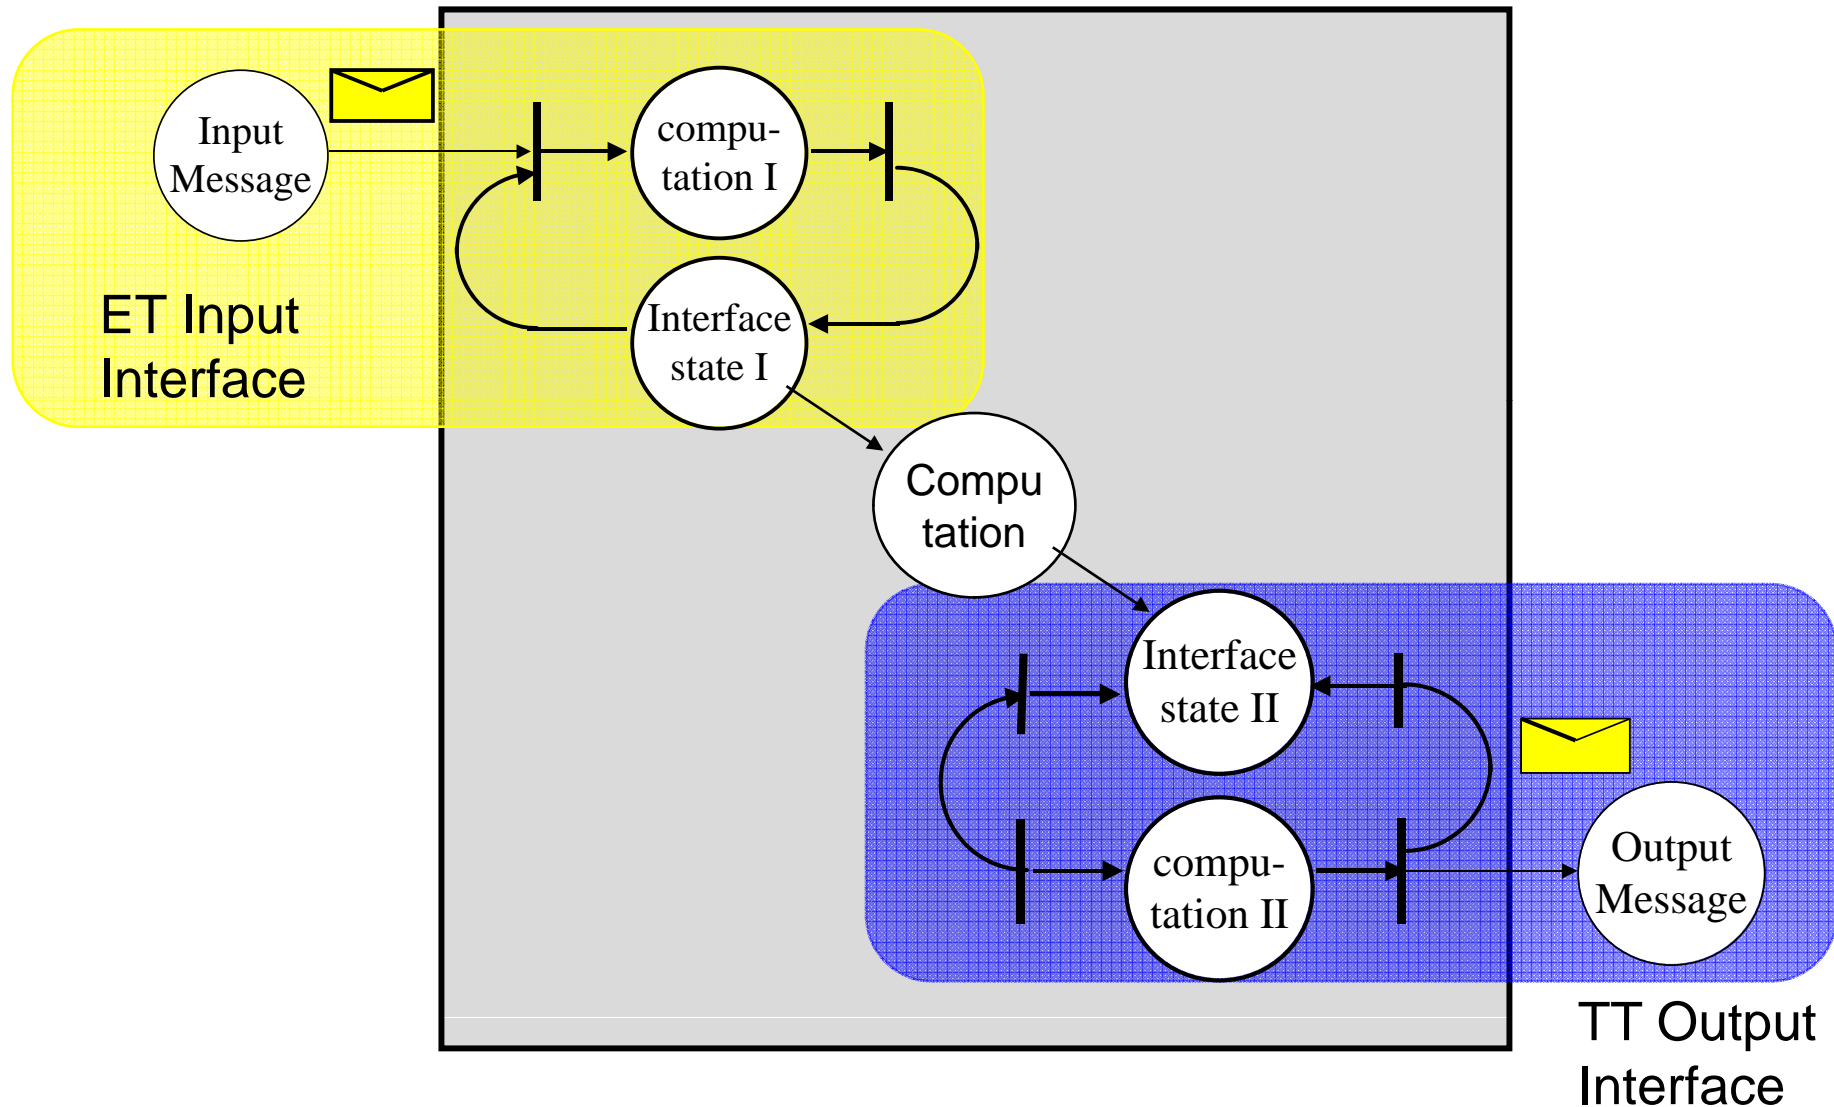 Input
Message
compu-
tation I
ET Input
Interface
Interface
state I
Compu
tation
Interface
state II
compu-
tation II
Output
Message
TT Output
Interface